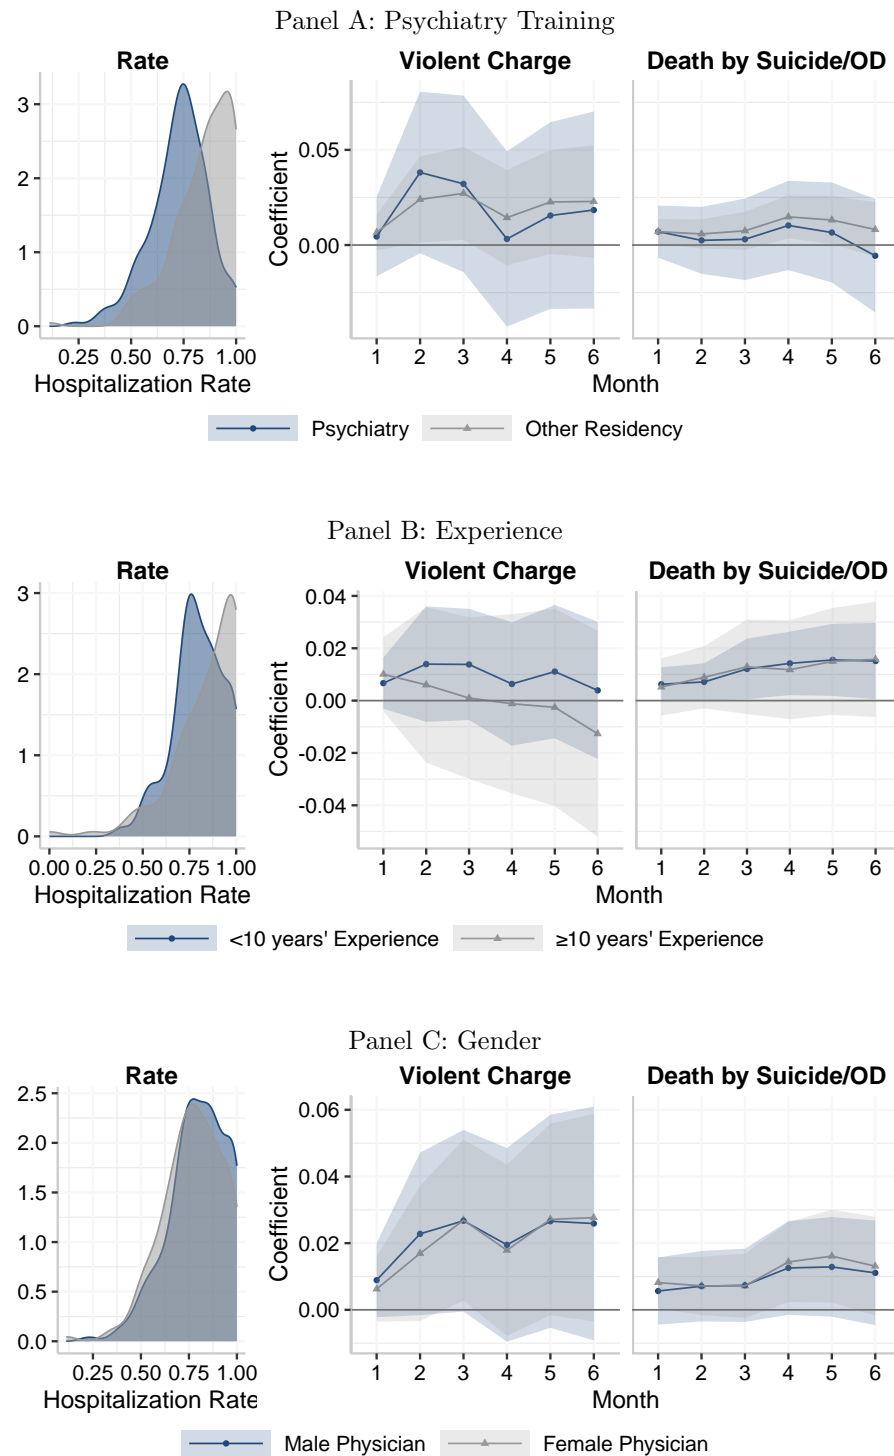 Panel A: Psychiatry Training
Rate
Violent Charge
Death by Suicide/OD
3
2
1
0
0.25 0.50 0.75 1.00
Hospitalization Rate
Coefficient
0.05
0.00
1 2 3 4 5 6
1 2 3 4 5 6
Month
Psychiatry
Other Residency
Panel B: Experience
Rate
Violent Charge
Death by Suicide/OD
3
2
1
0
0.00 0.25 0.50 0.75 1.00
Hospitalization Rate
Coefficient
0.04
0.02
0.00
-0.02
-0.04
1 2 3 4 5 6
1 2 3 4 5 6
Month
<10 years' Experience
≥10 years' Experience
Panel C: Gender
Rate
Violent Charge
Death by Suicide/OD
2.5
2.0
1.5
1.0
0.5
0.0
0.25 0.50 0.75 1.00
Hospitalization Rate
Coefficient
0.06
0.04
0.02
0.00
1 2 3 4 5 6
1 2 3 4 5 6
Month
Male Physician
Female Physician